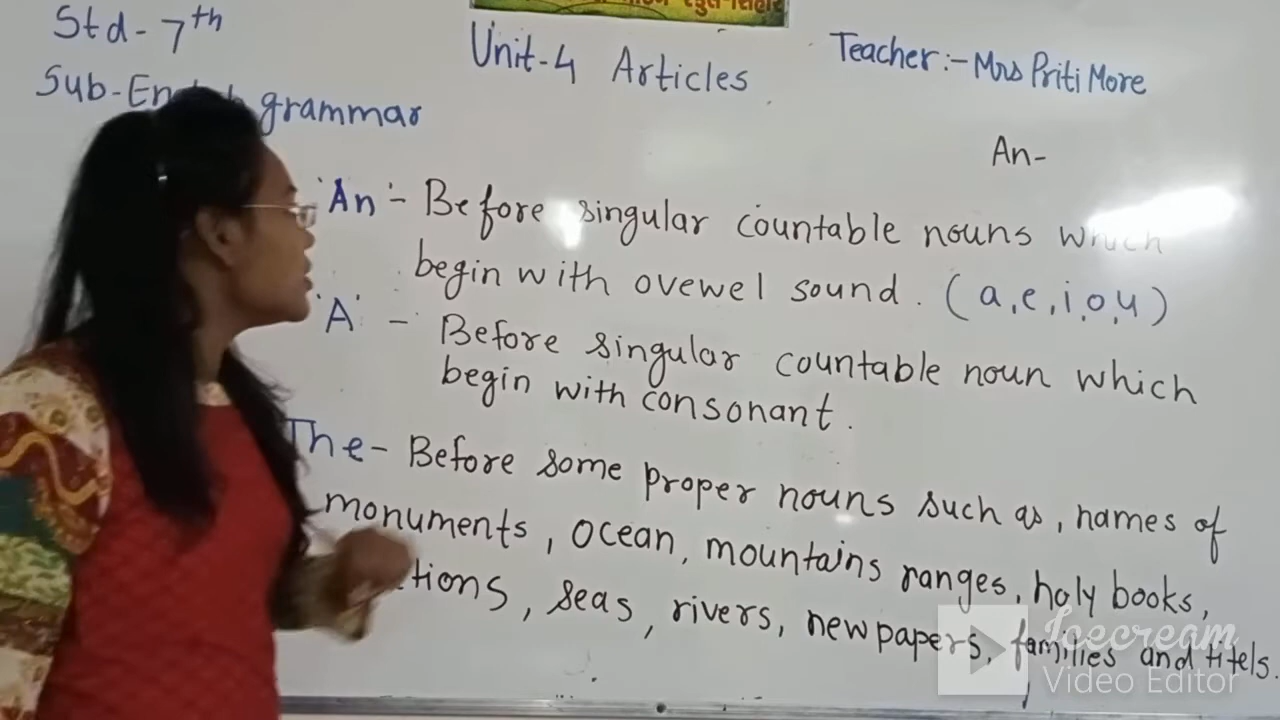 Std- 7th
Unit-4 Articles
Teacher:- Mrs Priti More
Sub- grammar
An-
'An'- Before singular countable nouns which
begin with ovewel sound. (a,e,i,o,u)
'A' - Before singular countable noun which
begin with consonant.
The- Before some proper nouns such as, names of
monuments, ocean, mountains ranges, holy books,
seas, rivers, newpapers, families and titels.
Icecream
Video Editor